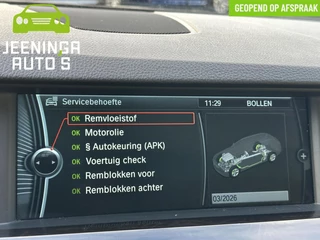 GEOPEND OP AFSPRAAK
JEENINGA
AUTO'S
Servicebehoefte
11:29
BOLLEN
OK Remvloeistof
OK Motorolie
OK § Autokeuring (APK)
OK Voertuig check
OK Remblokken voor
OK Remblokken achter
03/2026